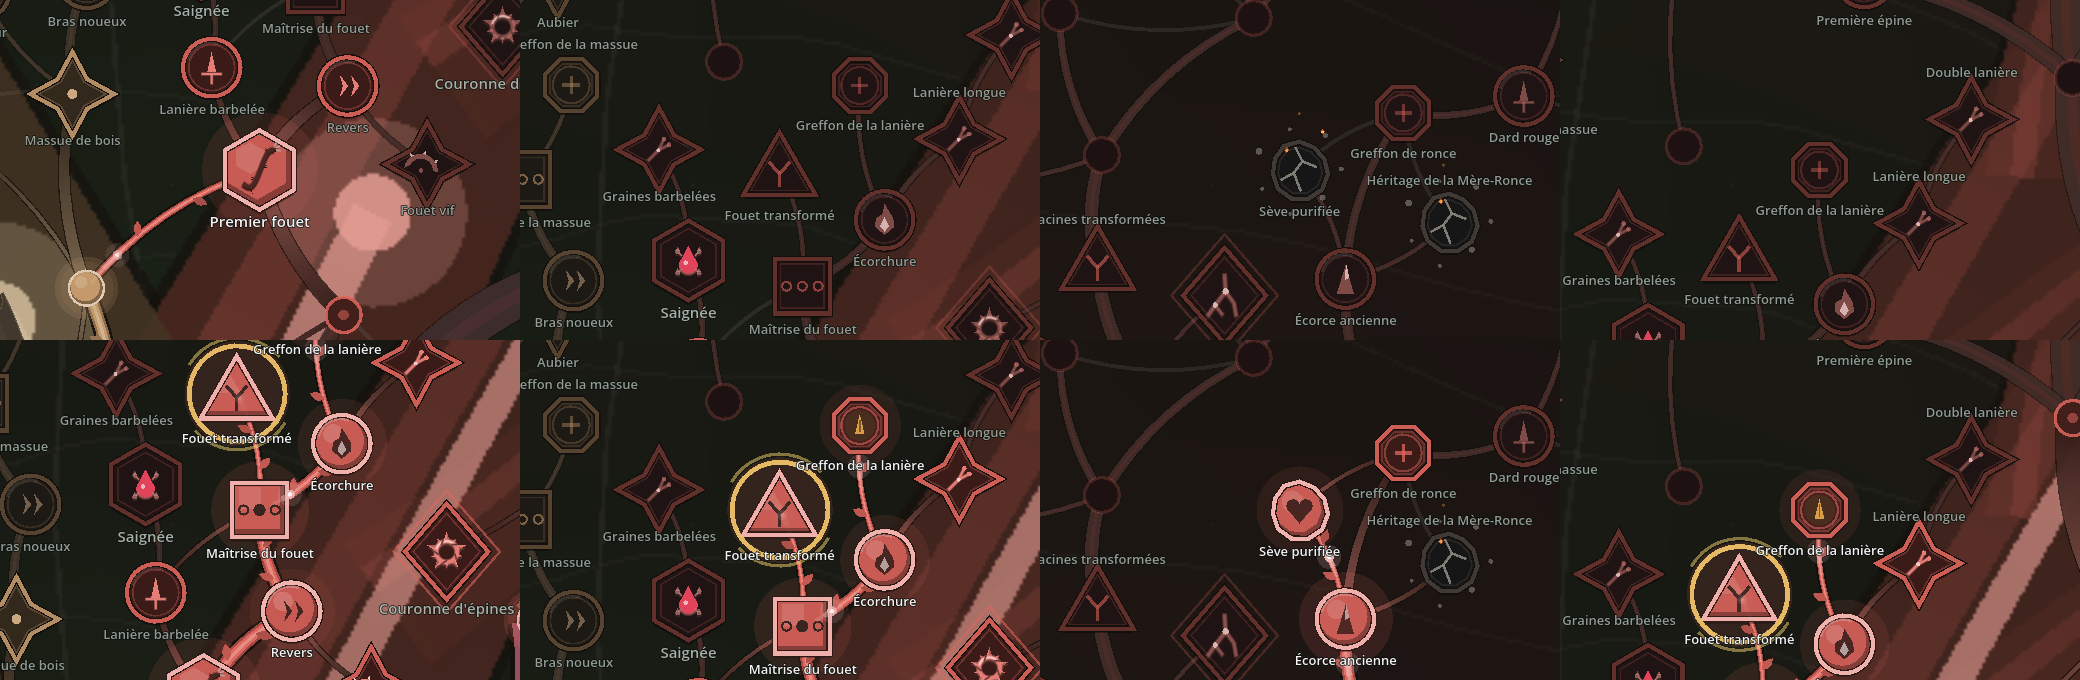 Saignée
Bras noueux
Maîtrise du fouet
Couronne d
Lanière barbelée
Revers
Massue de bois
Premier fouet
Fouet vif
Aubier
effon de la massue
Lanière longue
Greffon de la lanière
Graines barbelées
Fouet transformé
e la massue
Écorchure
Saignée
Bras noueux
Maîtrise du fouet
Dard rouge
Greffon de ronce
Héritage de la Mère-Ronce
Sève purifiée
acines transformées
Écorce ancienne
Première épine
Double lanière
assue
Lanière longue
Greffon de la lanière
Graines barbelées
Fouet transformé
Greffon de la lanière
Graines barbelées
Fouet transformé
massue
Écorchure
Saignée
ras noueux
Maîtrise du fouet
Couronne d'épines
Lanière barbelée
Revers
ue de bois
Aubier
effon de la massue
Lanière longue
Greffon de la lanière
Graines barbelées
Fouet transformé
e la massue
Écorchure
Saignée
Bras noueux
Maîtrise du fouet
Dard rouge
Greffon de ronce
Héritage de la Mère-Ronce
Sève purifiée
acines transformées
Écorce ancienne
Première épine
Double lanière
assue
Lanière longue
Greffon de la lanière
Graines barbelées
Fouet transformé